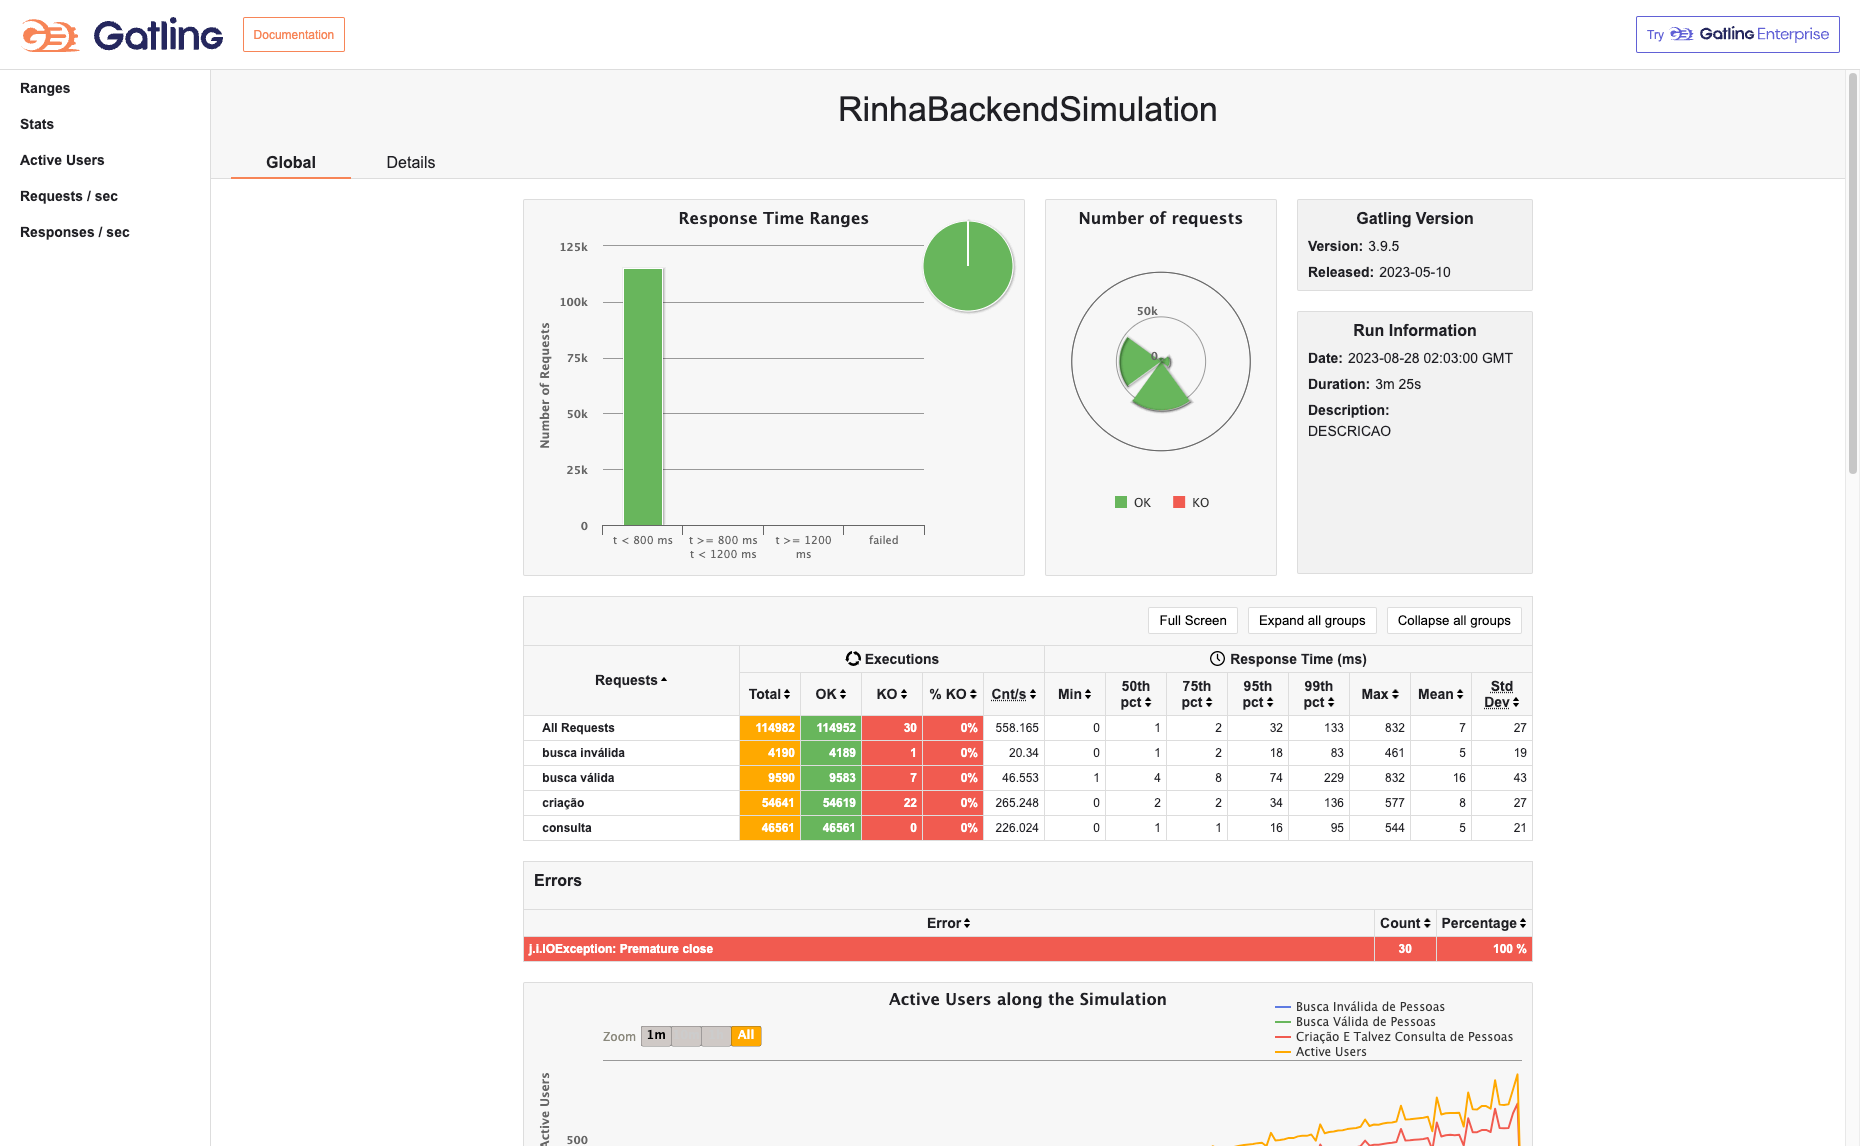 Gatling
Documentation
Try Gatling Enterprise
Ranges
Stats
Active Users
Requests / sec
Responses / sec
RinhaBackendSimulation
Global Details
Response Time Ranges
Number of Requests
125k
100k
75k
50k
25k
0
t < 800 ms
t >= 800 ms
t < 1200 ms
t >= 1200
ms
failed
Number of requests
50k
0
OK KO
Gatling Version
Version: 3.9.5
Released: 2023-05-10
Run Information
Date: 2023-08-28 02:03:00 GMT
Duration: 3m 25s
Description:
DESCRICAO
Full Screen Expand all groups Collapse all groups
Requests Executions Response Time (ms)
Total OK KO % KO Cnt/s Min 50th pct 75th pct 95th pct 99th pct Max Mean Std Dev
All Requests 114982 114952 30 0% 558.165 0 1 2 32 133 832 7 27
busca inválida 4190 4189 1 0% 20.34 0 1 2 18 83 461 5 19
busca válida 9590 9583 7 0% 46.553 1 4 8 74 229 832 16 43
criação 54641 54619 22 0% 265.248 0 2 2 34 136 577 8 27
consulta 46561 46561 0 0% 226.024 0 1 1 16 95 544 5 21
Errors
Error Count Percentage
j.i.IOException: Premature close 30 100 %
Active Users along the Simulation
Zoom 1m All
Busca Inválida de Pessoas
Busca Válida de Pessoas
Criação E Talvez Consulta de Pessoas
Active Users
Active Users
500